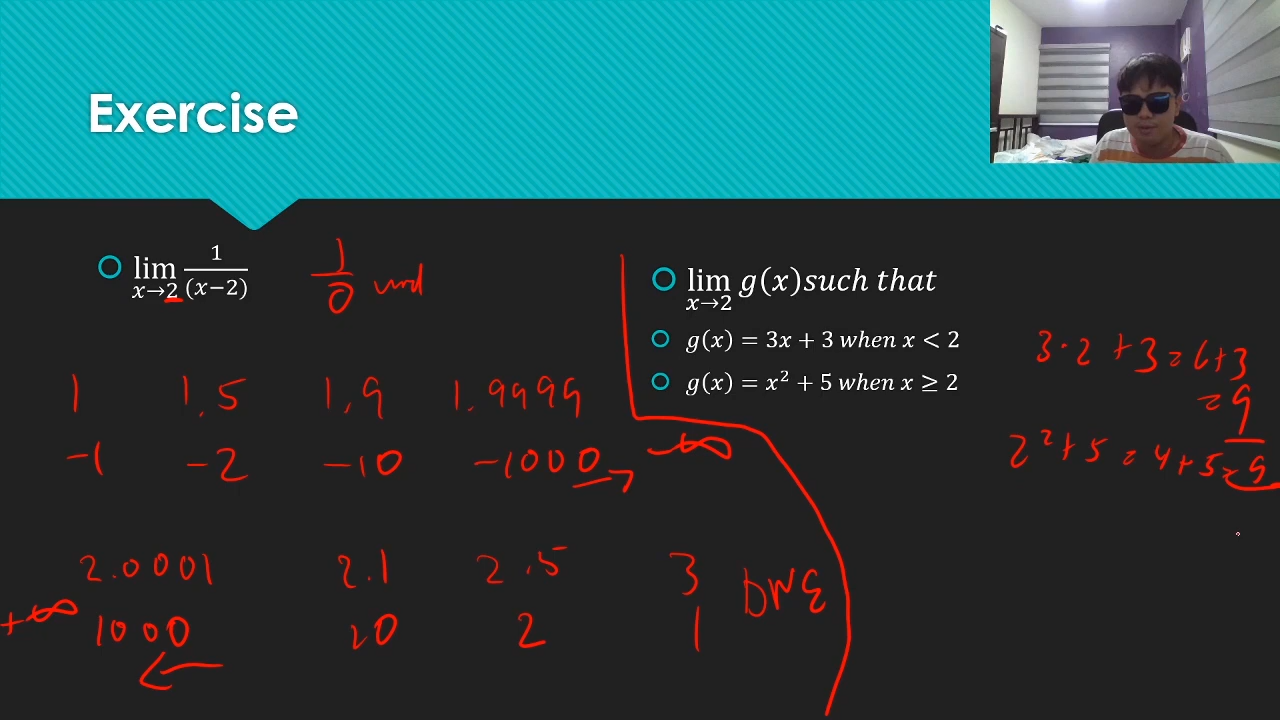 Exercise
lim x→2 1/(x−2)
1/0 und
1 1.5 1.9 1.9999
-1 -2 -10 -1000 → -∞
2.0001 2.1 2.5 3
+∞ 1000 10 2 1
←
DNE
lim x→2 g(x) such that
g(x) = 3x + 3 when x < 2
g(x) = x² + 5 when x ≥ 2
3·2 + 3 = 6+3
= 9
2² + 5 = 4 + 5 = 9